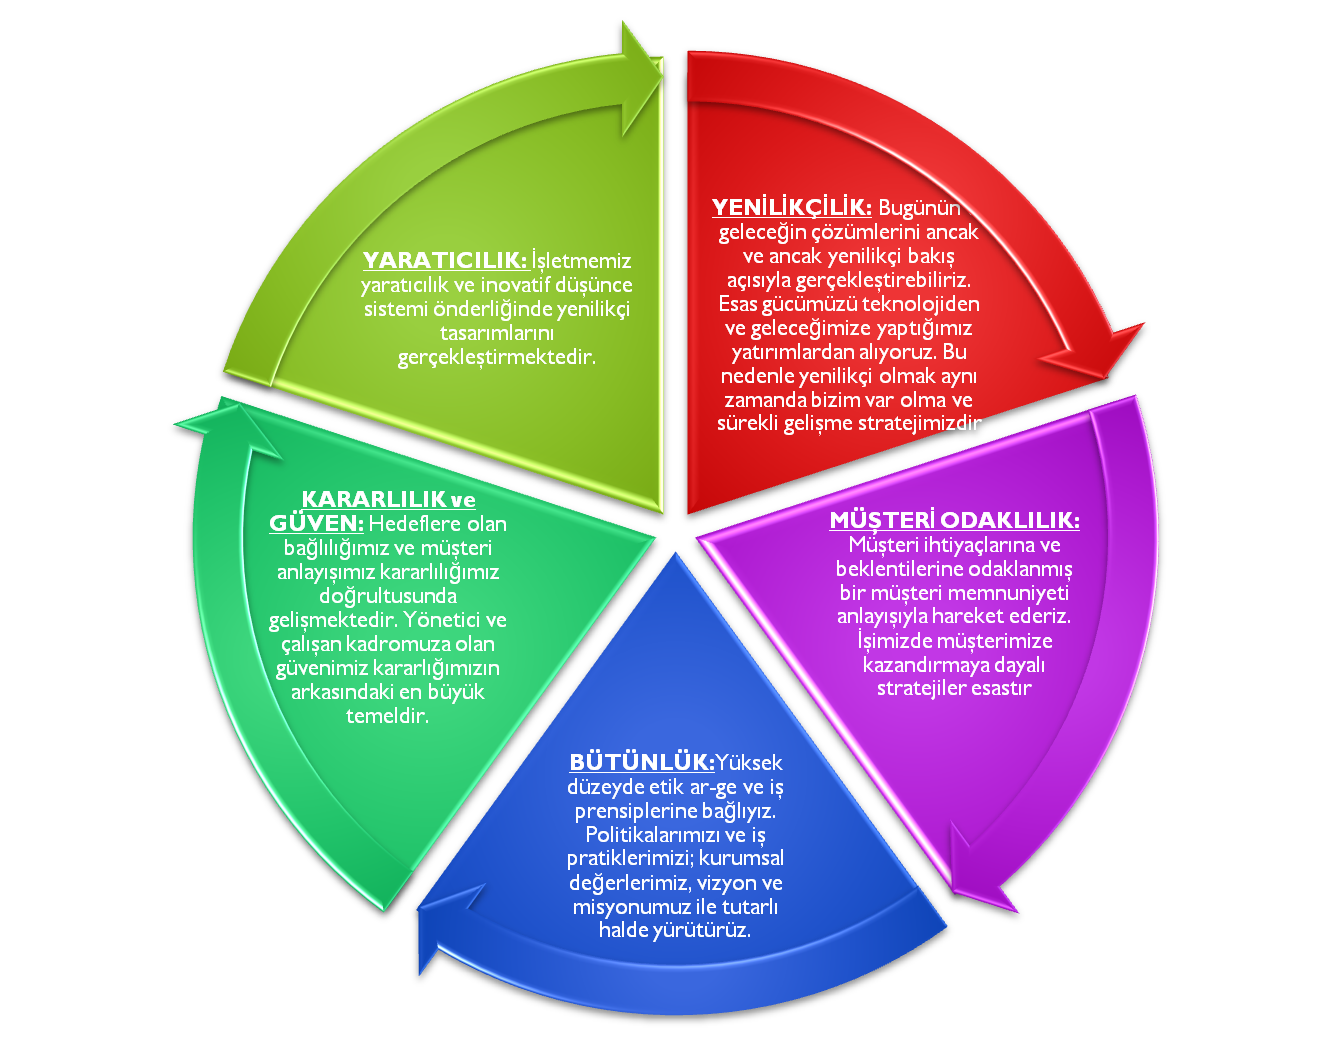 YENİLİKÇİLİK: Bugünün
geleceğin çözümlerini ancak
ve ancak yenilikçi bakış
açısıyla gerçekleştirebiliriz.
Esas gücümüzü teknolojiden
ve geleceğimize yaptığımız
yatırımlardan alıyoruz. Bu
nedenle yenilikçi olmak aynı
zamanda bizim var olma ve
sürekli gelişme stratejimizdir
MÜŞTERİ ODAKLILIK:
Müşteri ihtiyaçlarına ve
beklentilerine odaklanmış
bir müşteri memnuniyeti
anlayışıyla hareket ederiz.
İşimizde müşterimize
kazandırmaya dayalı
stratejiler esastır
BÜTÜNLÜK:Yüksek
düzeyde etik ar-ge ve iş
prensiplerine bağlıyız.
Politikalarımızı ve iş
pratiklerimizi; kurumsal
değerlerimiz, vizyon ve
misyonumuz ile tutarlı
halde yürütürüz.
KARARLILIK ve
GÜVEN: Hedeflere olan
bağlılığımız ve müşteri
anlayışımız kararlılığımız
doğrultusunda
gelişmektedir. Yönetici ve
çalışan kadromuza olan
güvenimiz kararlığımızın
arkasındaki en büyük
temeldir.
YARATICILIK: İşletmemiz
yaratıcılık ve inovatif düşünce
sistemi önderliğinde yenilikçi
tasarımlarını
gerçekleştirmektedir.